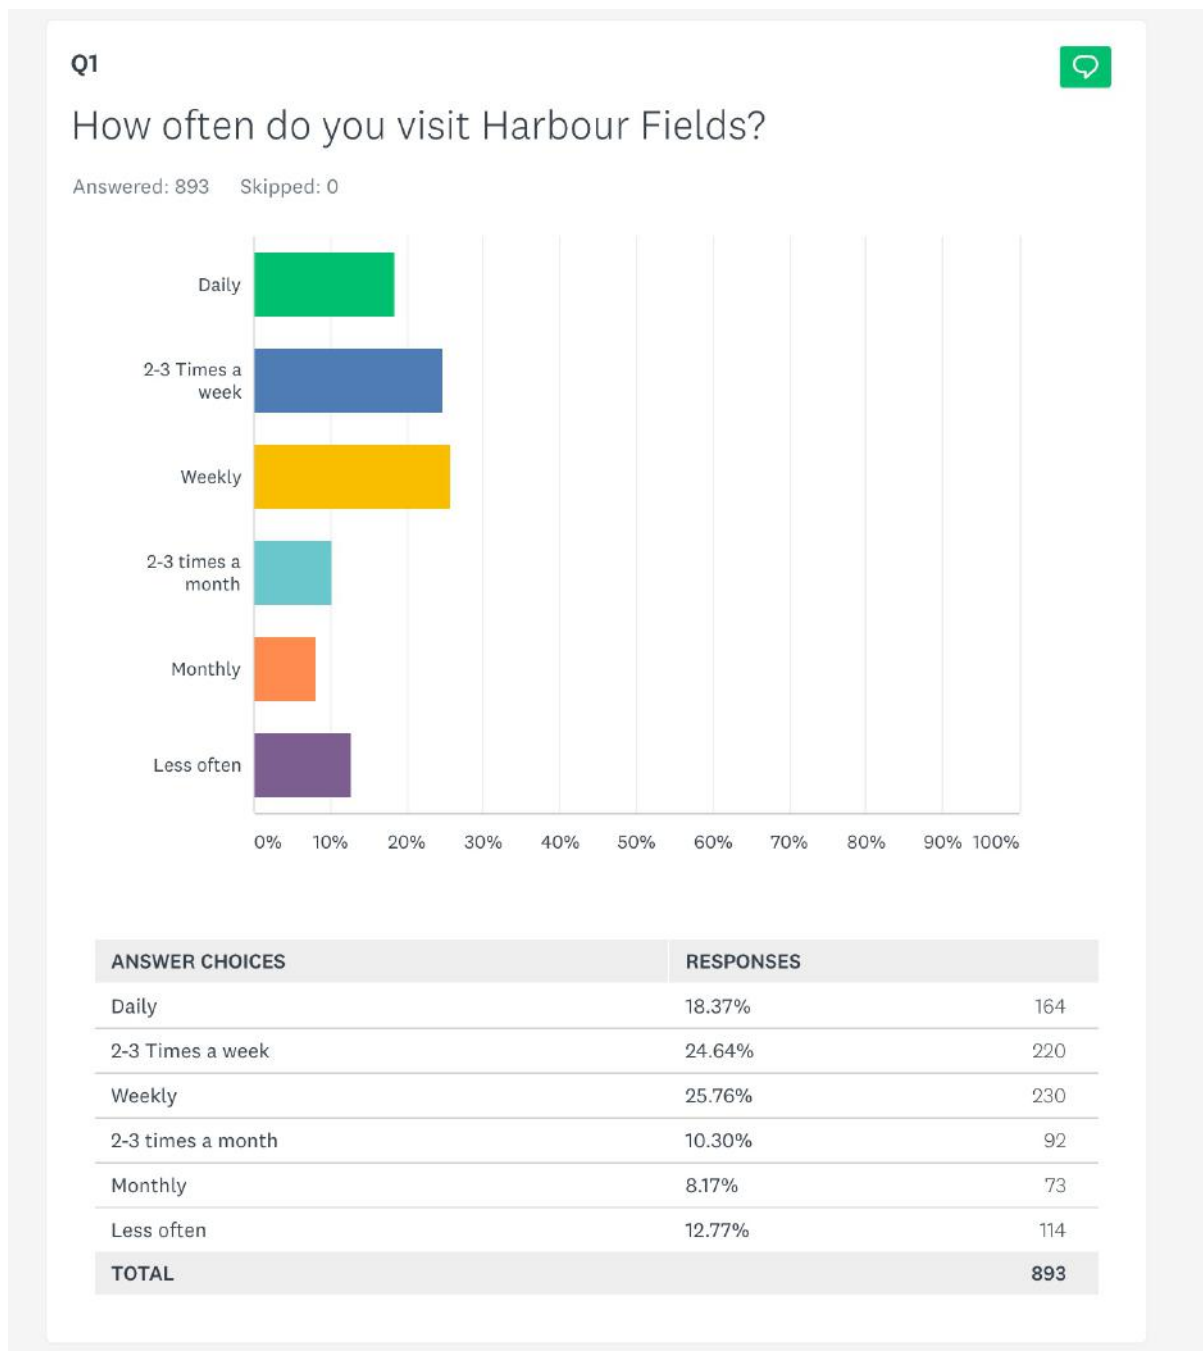 Q1
How often do you visit Harbour Fields?
Answered: 893 Skipped: 0
Daily
2-3 Times a
week
Weekly
2-3 times a
month
Monthly
Less often
0% 10% 20% 30% 40% 50% 60% 70% 80% 90% 100%
ANSWER CHOICES RESPONSES
Daily 18.37% 164
2-3 Times a week 24.64% 220
Weekly 25.76% 230
2-3 times a month 10.30% 92
Monthly 8.17% 73
Less often 12.77% 114
TOTAL 893